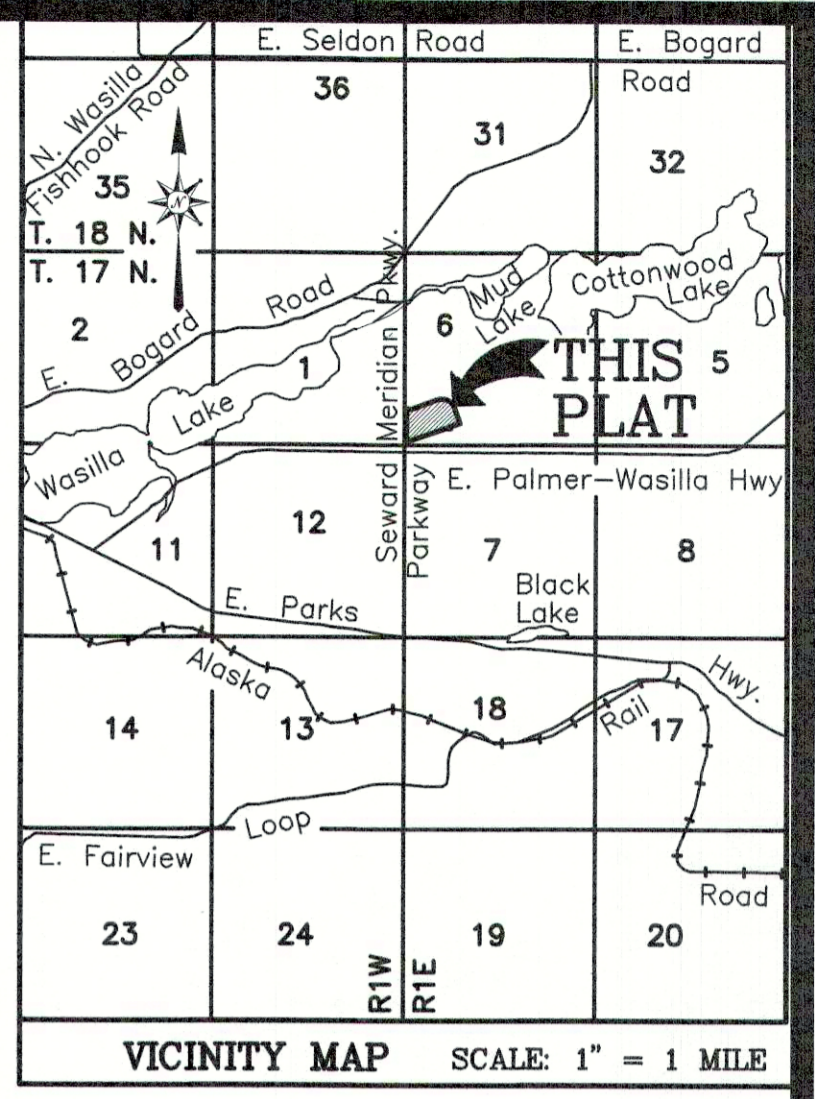 E. Seldon Road
E. Bogard
Road
36
31
32
N. Wasilla
Fishhook Road
35
N
T. 18 N.
T. 17 N.
2
E. Bogard Road
Seward Meridian Pkwy.
Mud
Lake
Cottonwood
Lake
6
5
1
THIS
PLAT
Wasilla Lake
E. Palmer-Wasilla Hwy
Parkway
11
12
7
8
Black
Lake
E. Parks Hwy.
Alaska Rail Road
14
13
18
17
E. Fairview Loop
23
24
19
20
R1W
R1E
VICINITY MAP SCALE: 1" = 1 MILE